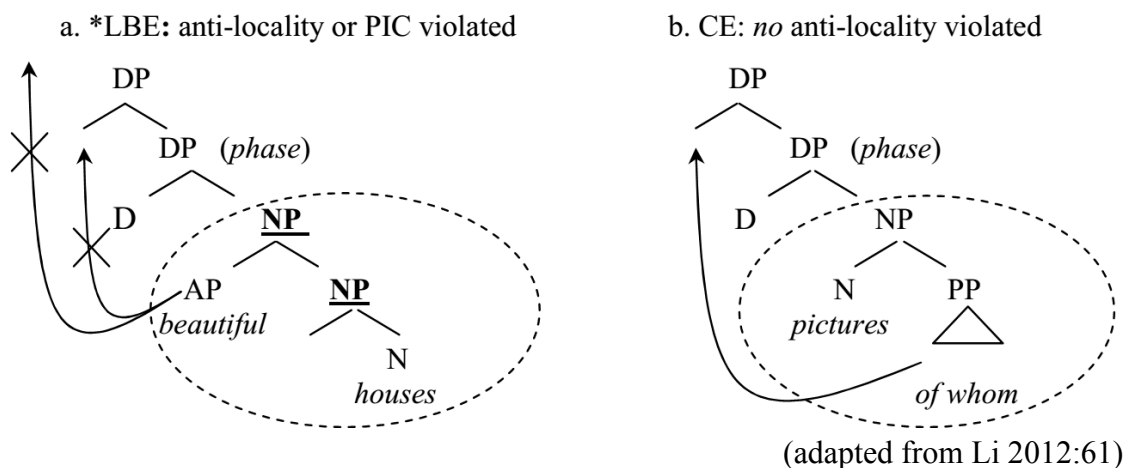 a. *LBE: anti-locality or PIC violated
DP
DP (phase)
D
NP
AP
beautiful
NP
N
houses
b. CE: no anti-locality violated
DP
DP (phase)
D
NP
N
pictures
PP
of whom
(adapted from Li 2012:61)